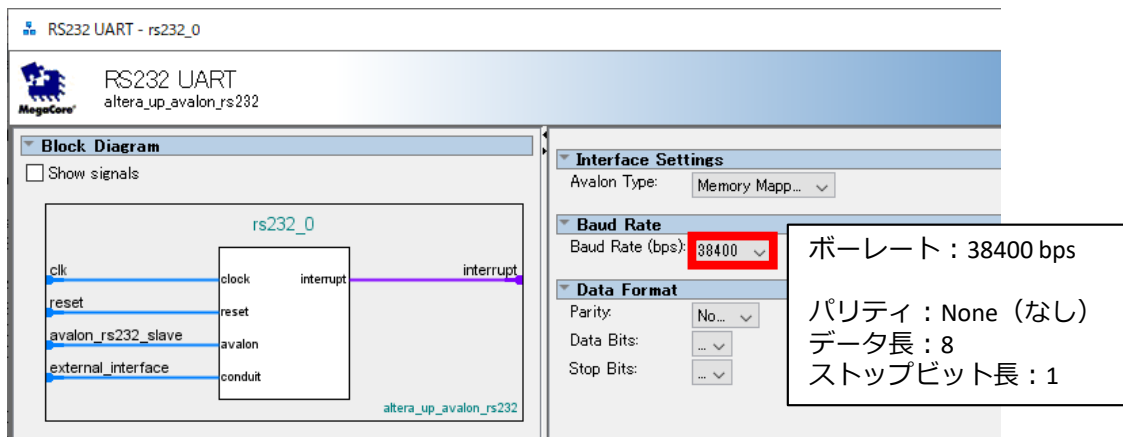 RS232 UART - rs232_0
RS232 UART
altera_up_avalon_rs232
MegaCore'
Block Diagram
Show signals
rs232_0
clk
clock
interrupt
interrupt
reset
reset
avalon_rs232_slave
avalon
external_interface
conduit
altera_up_avalon_rs232
Interface Settings
Avalon Type:
Memory Mapp...
Baud Rate
Baud Rate (bps):
38400
Data Format
Parity:
No...
Data Bits:
...
Stop Bits:
...
ボーレート：38400 bps
パリティ：None（なし）
データ長：8
ストップビット長：1